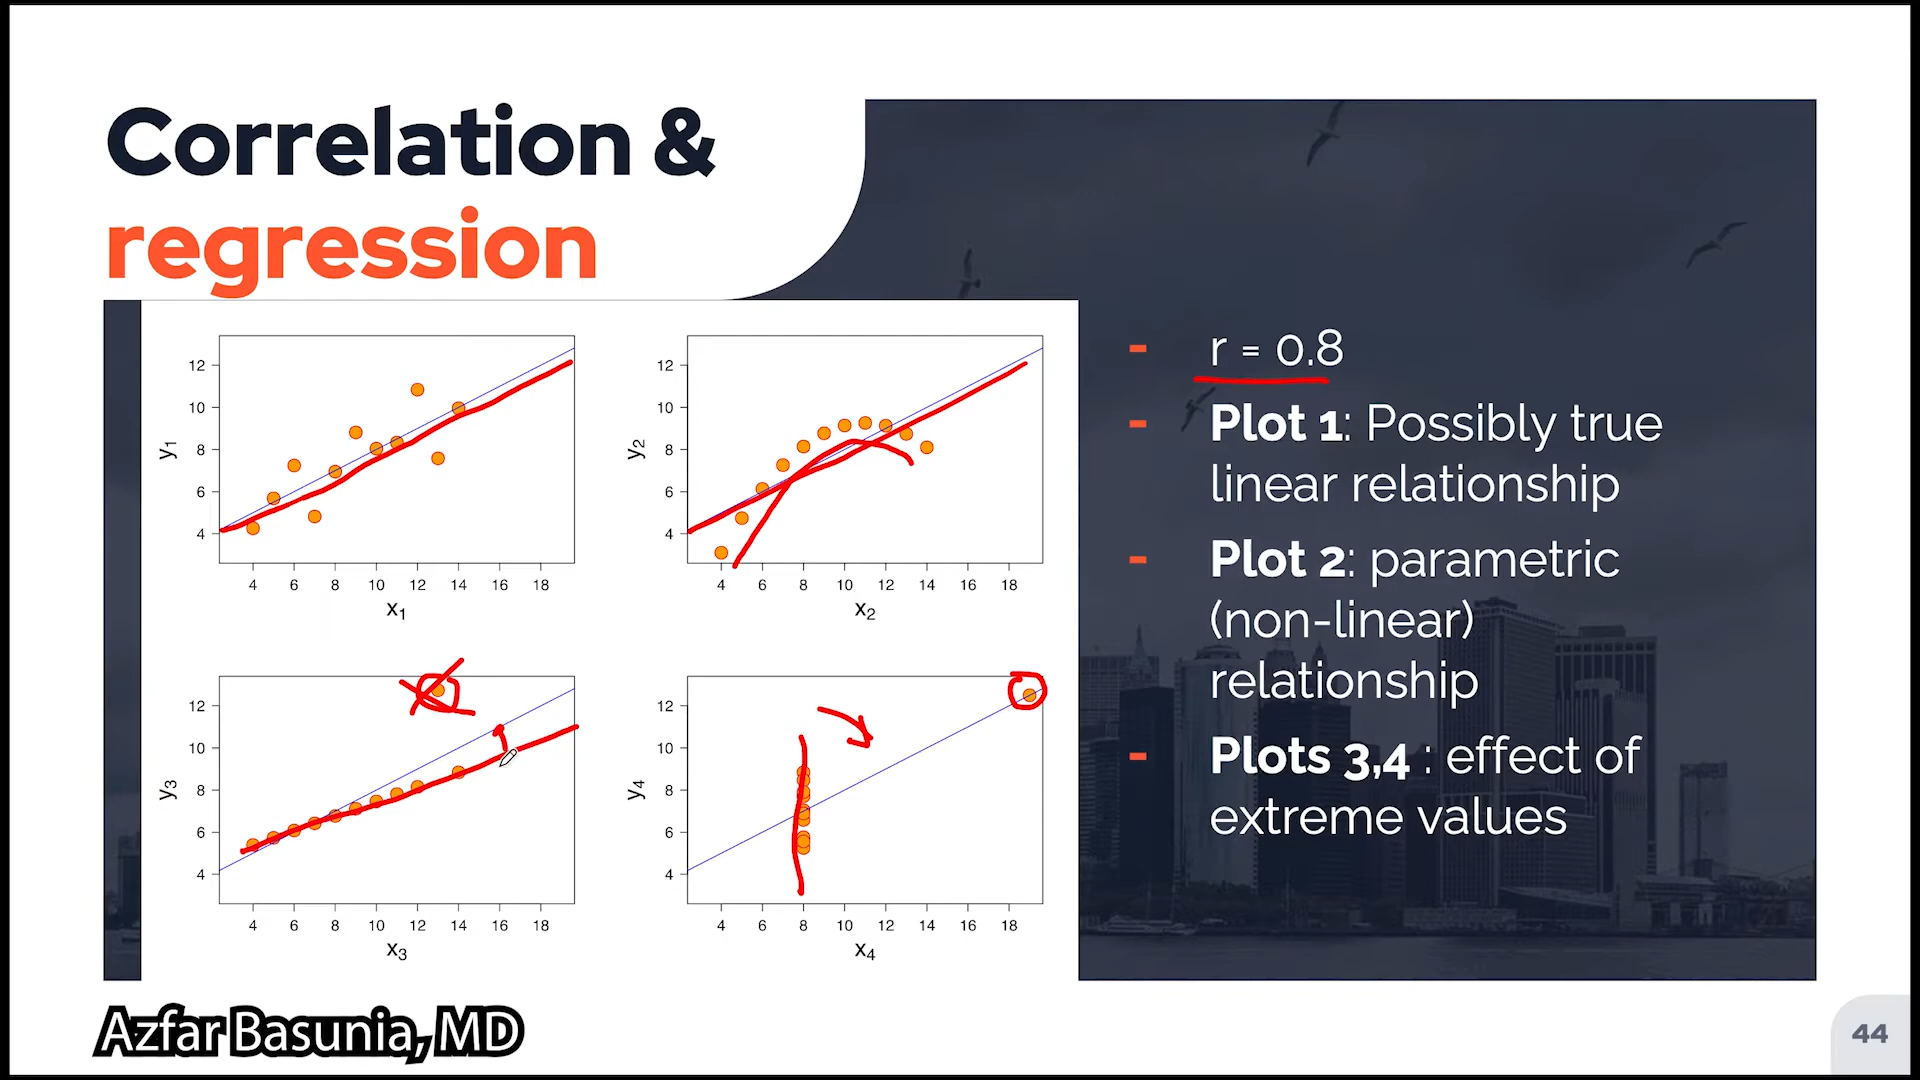 Correlation &
regression
12
10
8
6
4
y1
4 6 8 10 12 14 16 18
x1
12
10
8
6
4
y2
4 6 8 10 12 14 16 18
x2
12
10
8
6
4
y3
4 6 8 10 12 14 16 18
x3
12
10
8
6
4
y4
4 6 8 10 12 14 16 18
x4
- r = 0.8
- Plot 1: Possibly true
linear relationship
- Plot 2: parametric
(non-linear)
relationship
- Plots 3,4 : effect of
extreme values
Azfar Basunia, MD
44